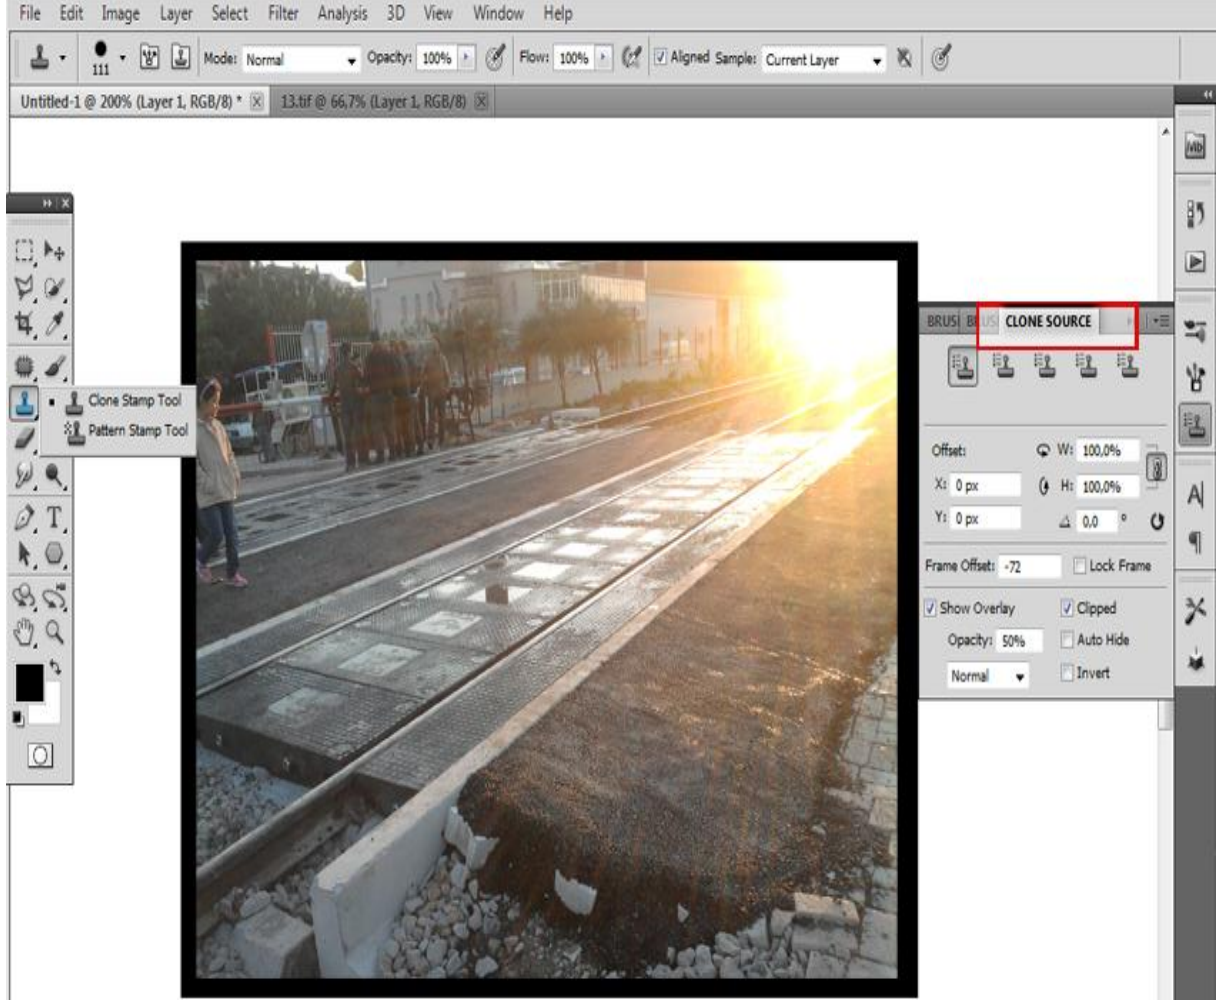 File Edit Image Layer Select Filter Analysis 3D View Window Help
111 Mode: Normal Opacity: 100% Flow: 100% Aligned Sample: Current Layer
Untitled-1 @ 200% (Layer 1, RGB/8) * 13.tif @ 66,7% (Layer 1, RGB/8)
Mb
Clone Stamp Tool
Pattern Stamp Tool
T
BRUSI CLONE SOURCE
Offset: W: 100,0%
X: 0 px H: 100,0%
Y: 0 px 0,0 °
Frame Offset: -72 Lock Frame
Show Overlay Clipped
Opacity: 50% Auto Hide
Normal Invert
A